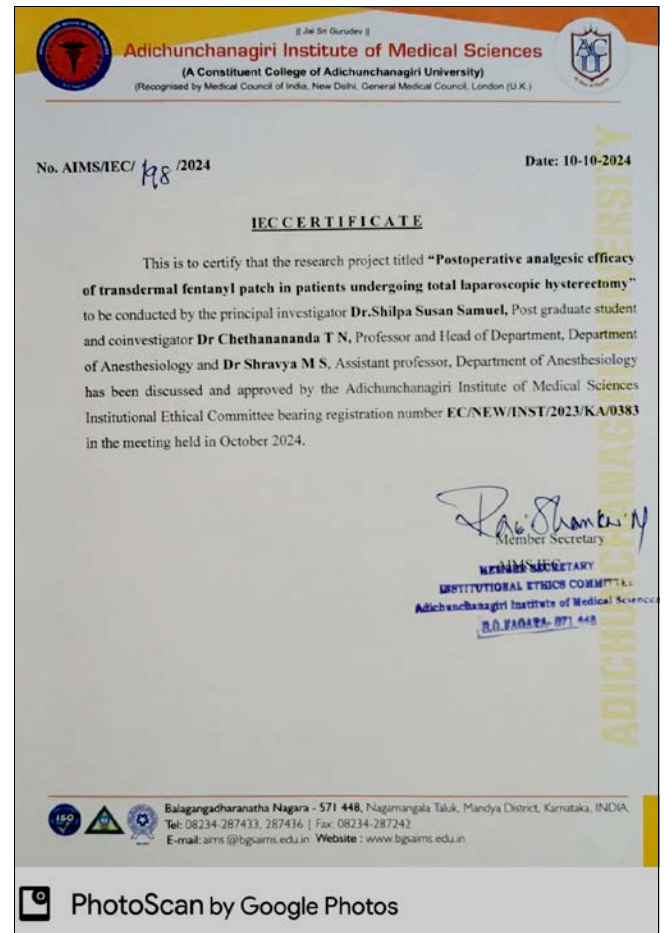 || Jai Sri Gurudev ||
Adichunchanagiri Institute of Medical Sciences
(A Constituent College of Adichunchanagiri University)
(Recognised by Medical Council of India, New Delhi, General Medical Council, London (U.K.)
No. AIMS/IEC/ 198 /2024
Date: 10-10-2024
IEC CERTIFICATE
This is to certify that the research project titled “Postoperative analgesic efficacy
of transdermal fentanyl patch in patients undergoing total laparoscopic hysterectomy”
to be conducted by the principal investigator Dr.Shilpa Susan Samuel, Post graduate student
and coinvestigator Dr Chethanananda T N, Professor and Head of Department, Department
of Anesthesiology and Dr Shravya M S, Assistant professor, Department of Anesthesiology
has been discussed and approved by the Adichunchanagiri Institute of Medical Sciences
Institutional Ethical Committee bearing registration number EC/NEW/INST/2023/KA/0383
in the meeting held in October 2024.
Member Secretary
AIMS IEC
MEMBER SECRETARY
INSTITUTIONAL ETHICS COMMITTEE
Adichunchanagiri Institute of Medical Sciences
B.G.NAGARA- 571 448
ADICHUNCHANAGIRI UNIVERSITY
ISO
Balagangadharanatha Nagara - 571 448, Nagamangala Taluk, Mandya District, Karnataka, INDIA.
Tel: 08234-287433, 287436 | Fax: 08234-287242
E-mail: aims @bgsaims.edu.in Website : www.bgsaims.edu.in
PhotoScan by Google Photos